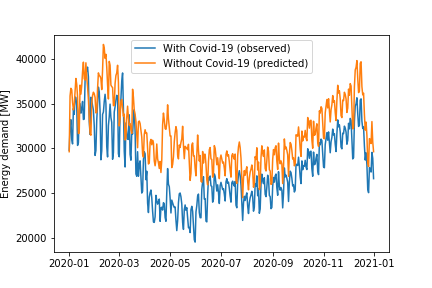 With Covid-19 (observed)
Without Covid-19 (predicted)
Energy demand [MW]
40000
35000
30000
25000
20000
2020-01 2020-03 2020-05 2020-07 2020-09 2020-11 2021-01